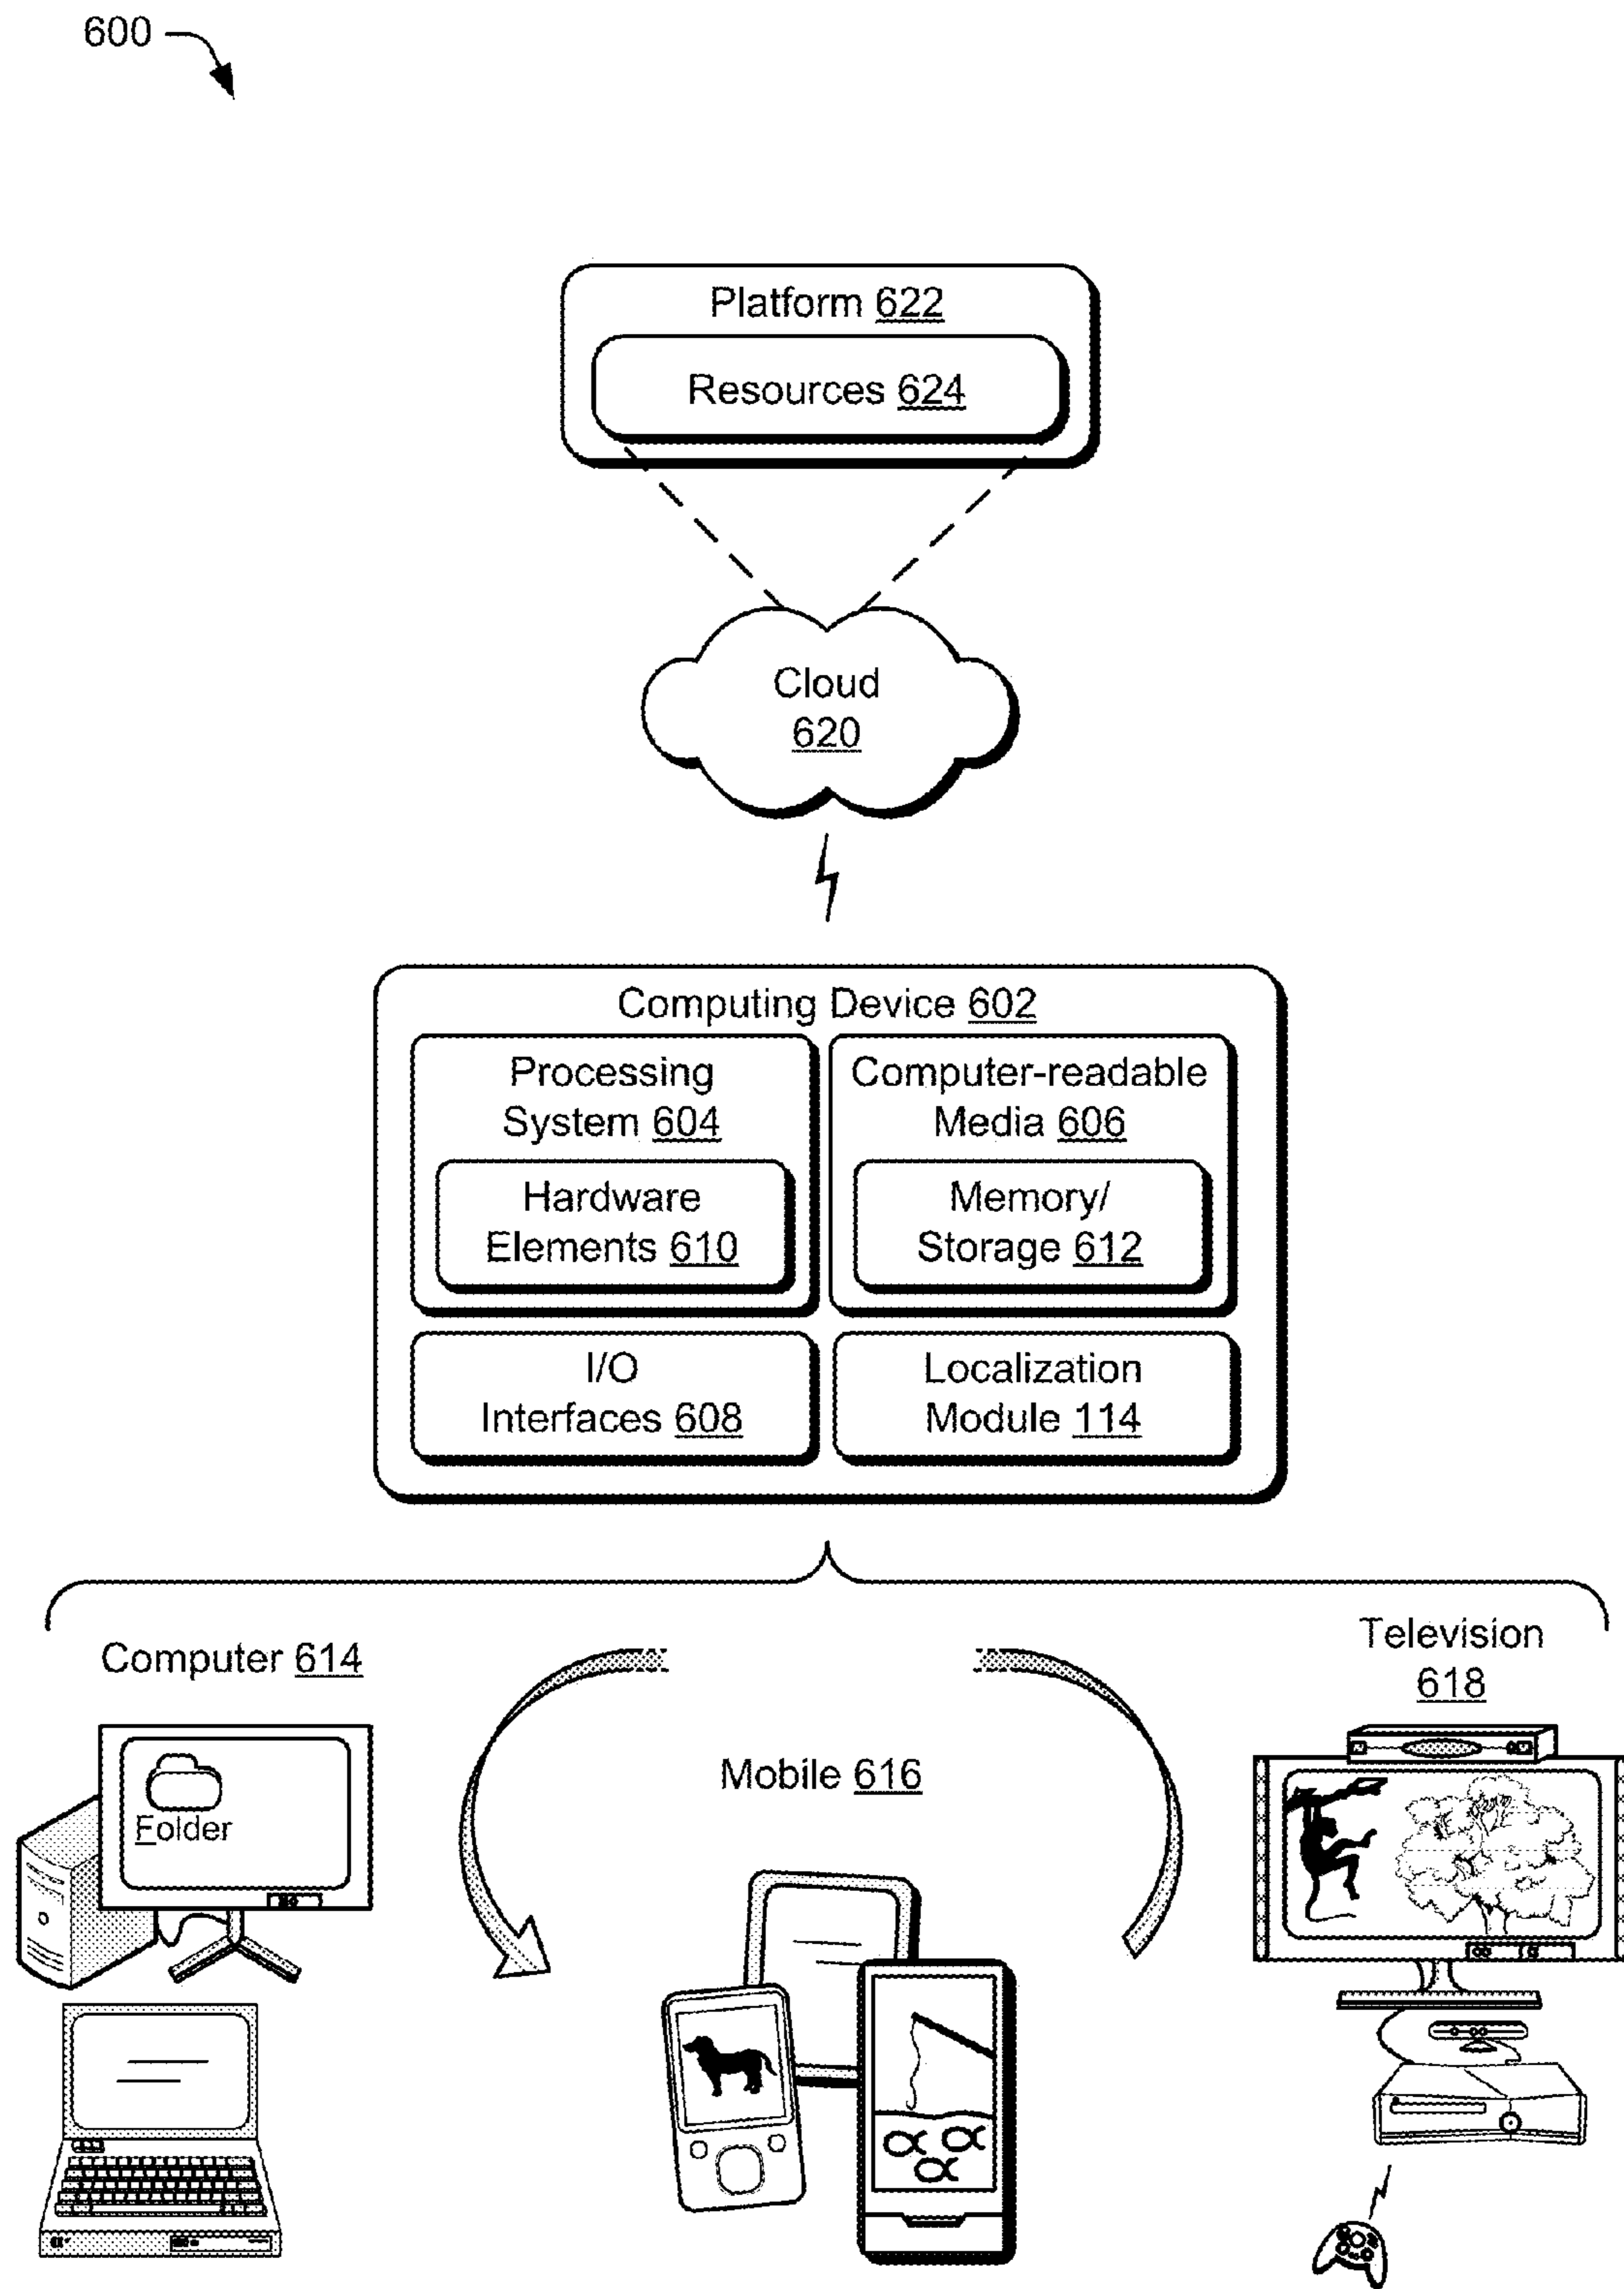 600
Platform 622
Resources 624
Cloud
620
Computing Device 602
Processing
System 604
Computer-readable
Media 606
Hardware
Elements 610
Memory/
Storage 612
I/O
Interfaces 608
Localization
Module 114
Computer 614
Mobile 616
Television
618
Folder